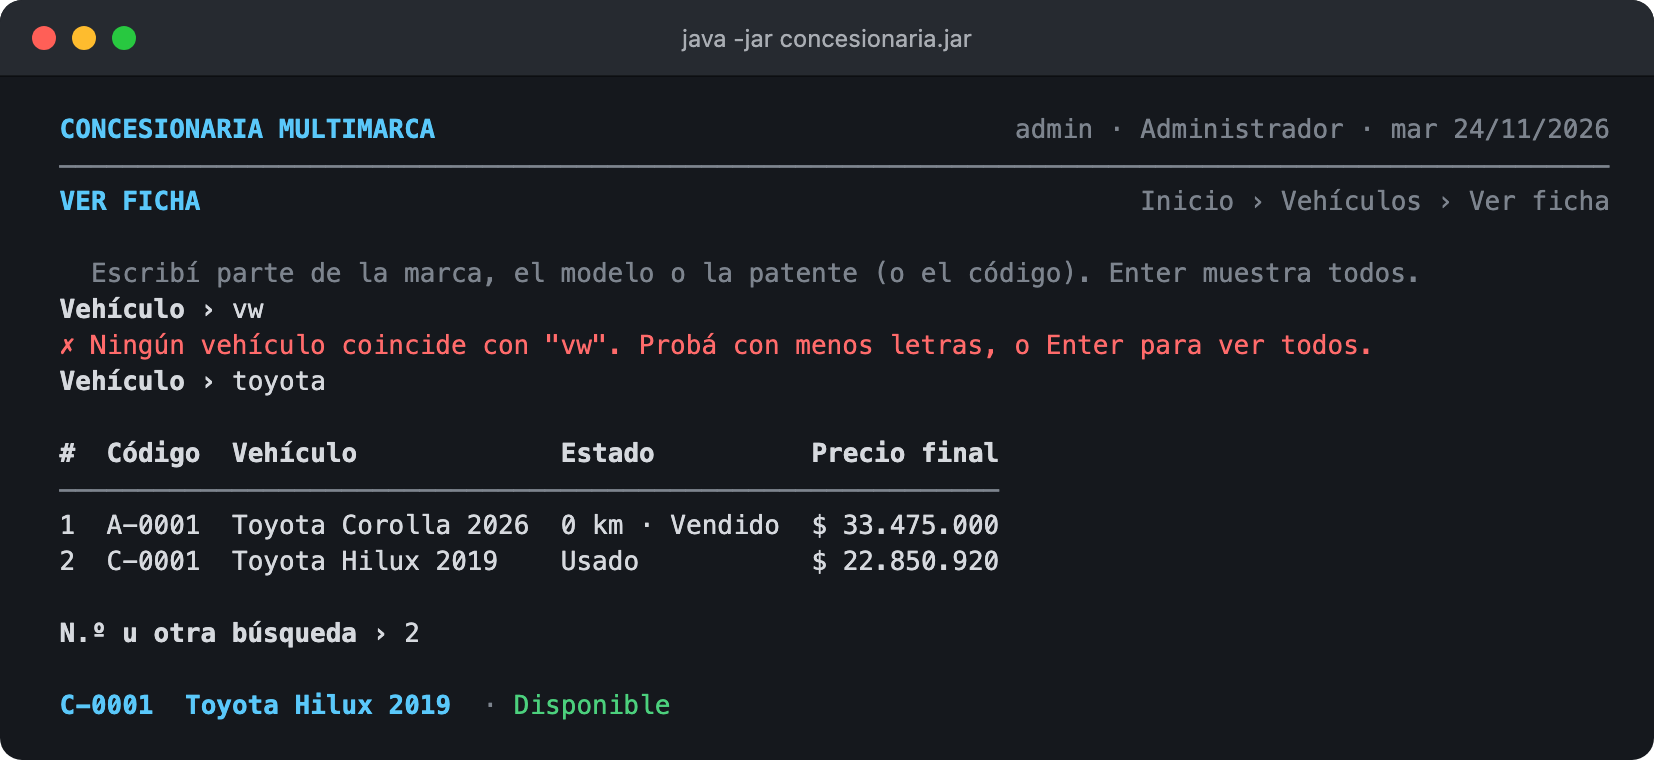 java -jar concesionaria.jar
CONCESIONARIA MULTIMARCA admin · Administrador · mar 24/11/2026
VER FICHA Inicio › Vehículos › Ver ficha
Escribí parte de la marca, el modelo o la patente (o el código). Enter muestra todos.
Vehículo › vw
✗ Ningún vehículo coincide con "vw". Probá con menos letras, o Enter para ver todos.
Vehículo › toyota
# Código Vehículo Estado Precio final
1 A-0001 Toyota Corolla 2026 0 km · Vendido $ 33.475.000
2 C-0001 Toyota Hilux 2019 Usado $ 22.850.920
N.º u otra búsqueda › 2
C-0001 Toyota Hilux 2019 · Disponible